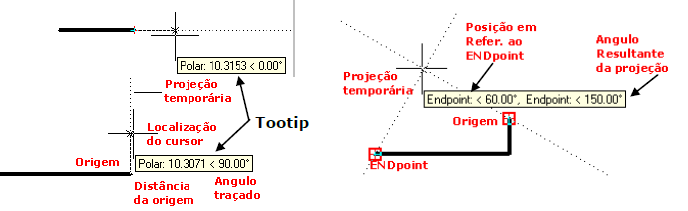 Polar: 10.3153 < 0.00°
Projeção
temporária
Localização
do cursor
Tootip
Origem
Polar: 10.3071 < 90.00°
Distância
da origem
Angulo
traçado
Posição em
Refer. ao
ENDpoint
Angulo
Resultante
da projeção
Projeção
temporária
Endpoint: < 60.00°, Endpoint: < 150.00°
Origem
ENDpoint